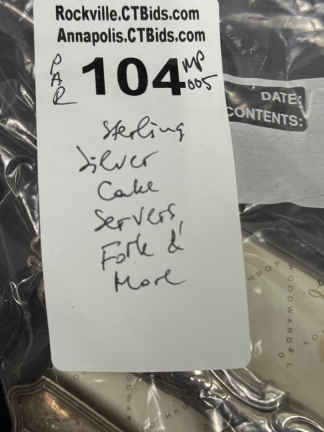 Rockville.CTBids.com
Annapolis.CTBids.com
PAR 104 MP
005
DATE:
CONTENTS:
Sterling
Silver
Cake
Servers,
Fork &
More